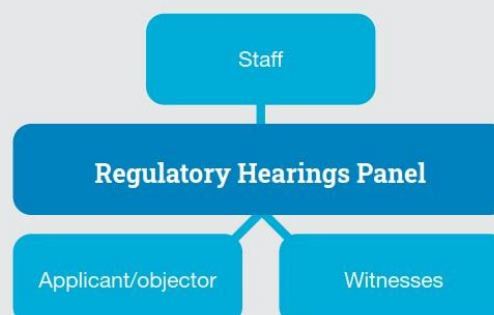 Staff
Regulatory Hearings Panel
Applicant/objector
Witnesses